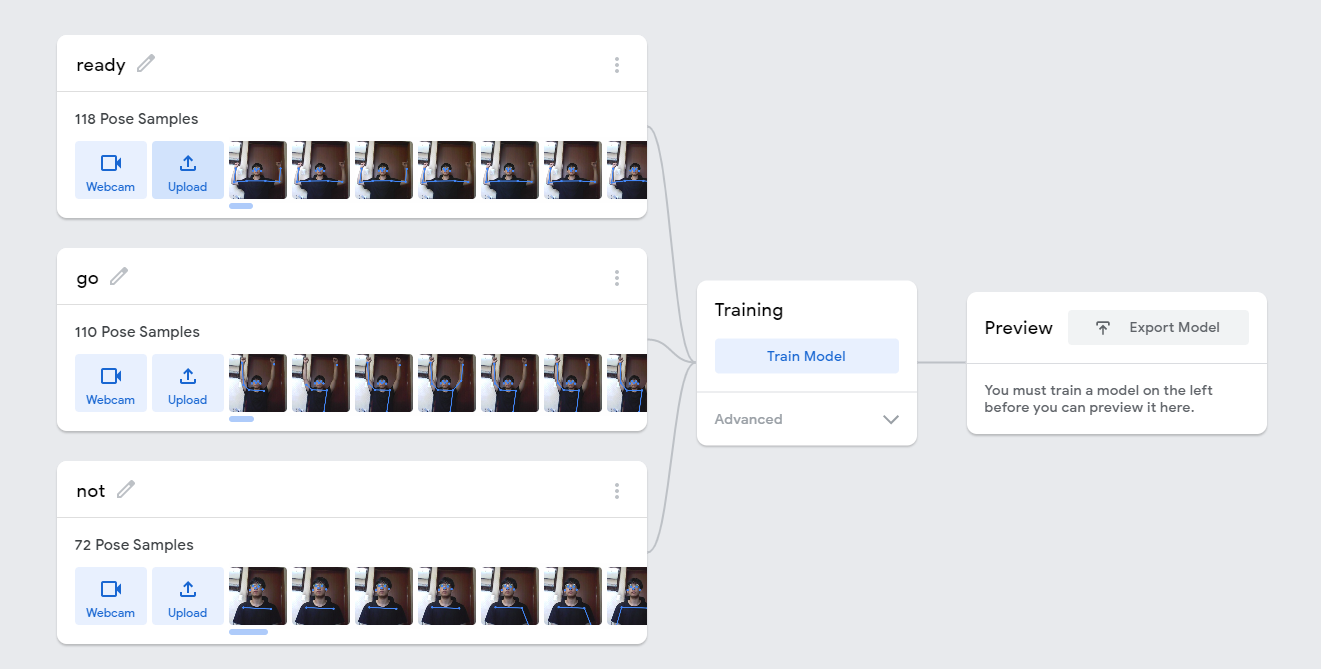 ready
118 Pose Samples
Webcam
Upload
go
110 Pose Samples
Webcam
Upload
not
72 Pose Samples
Webcam
Upload
Training
Train Model
Advanced
Preview
Export Model
You must train a model on the left
before you can preview it here.